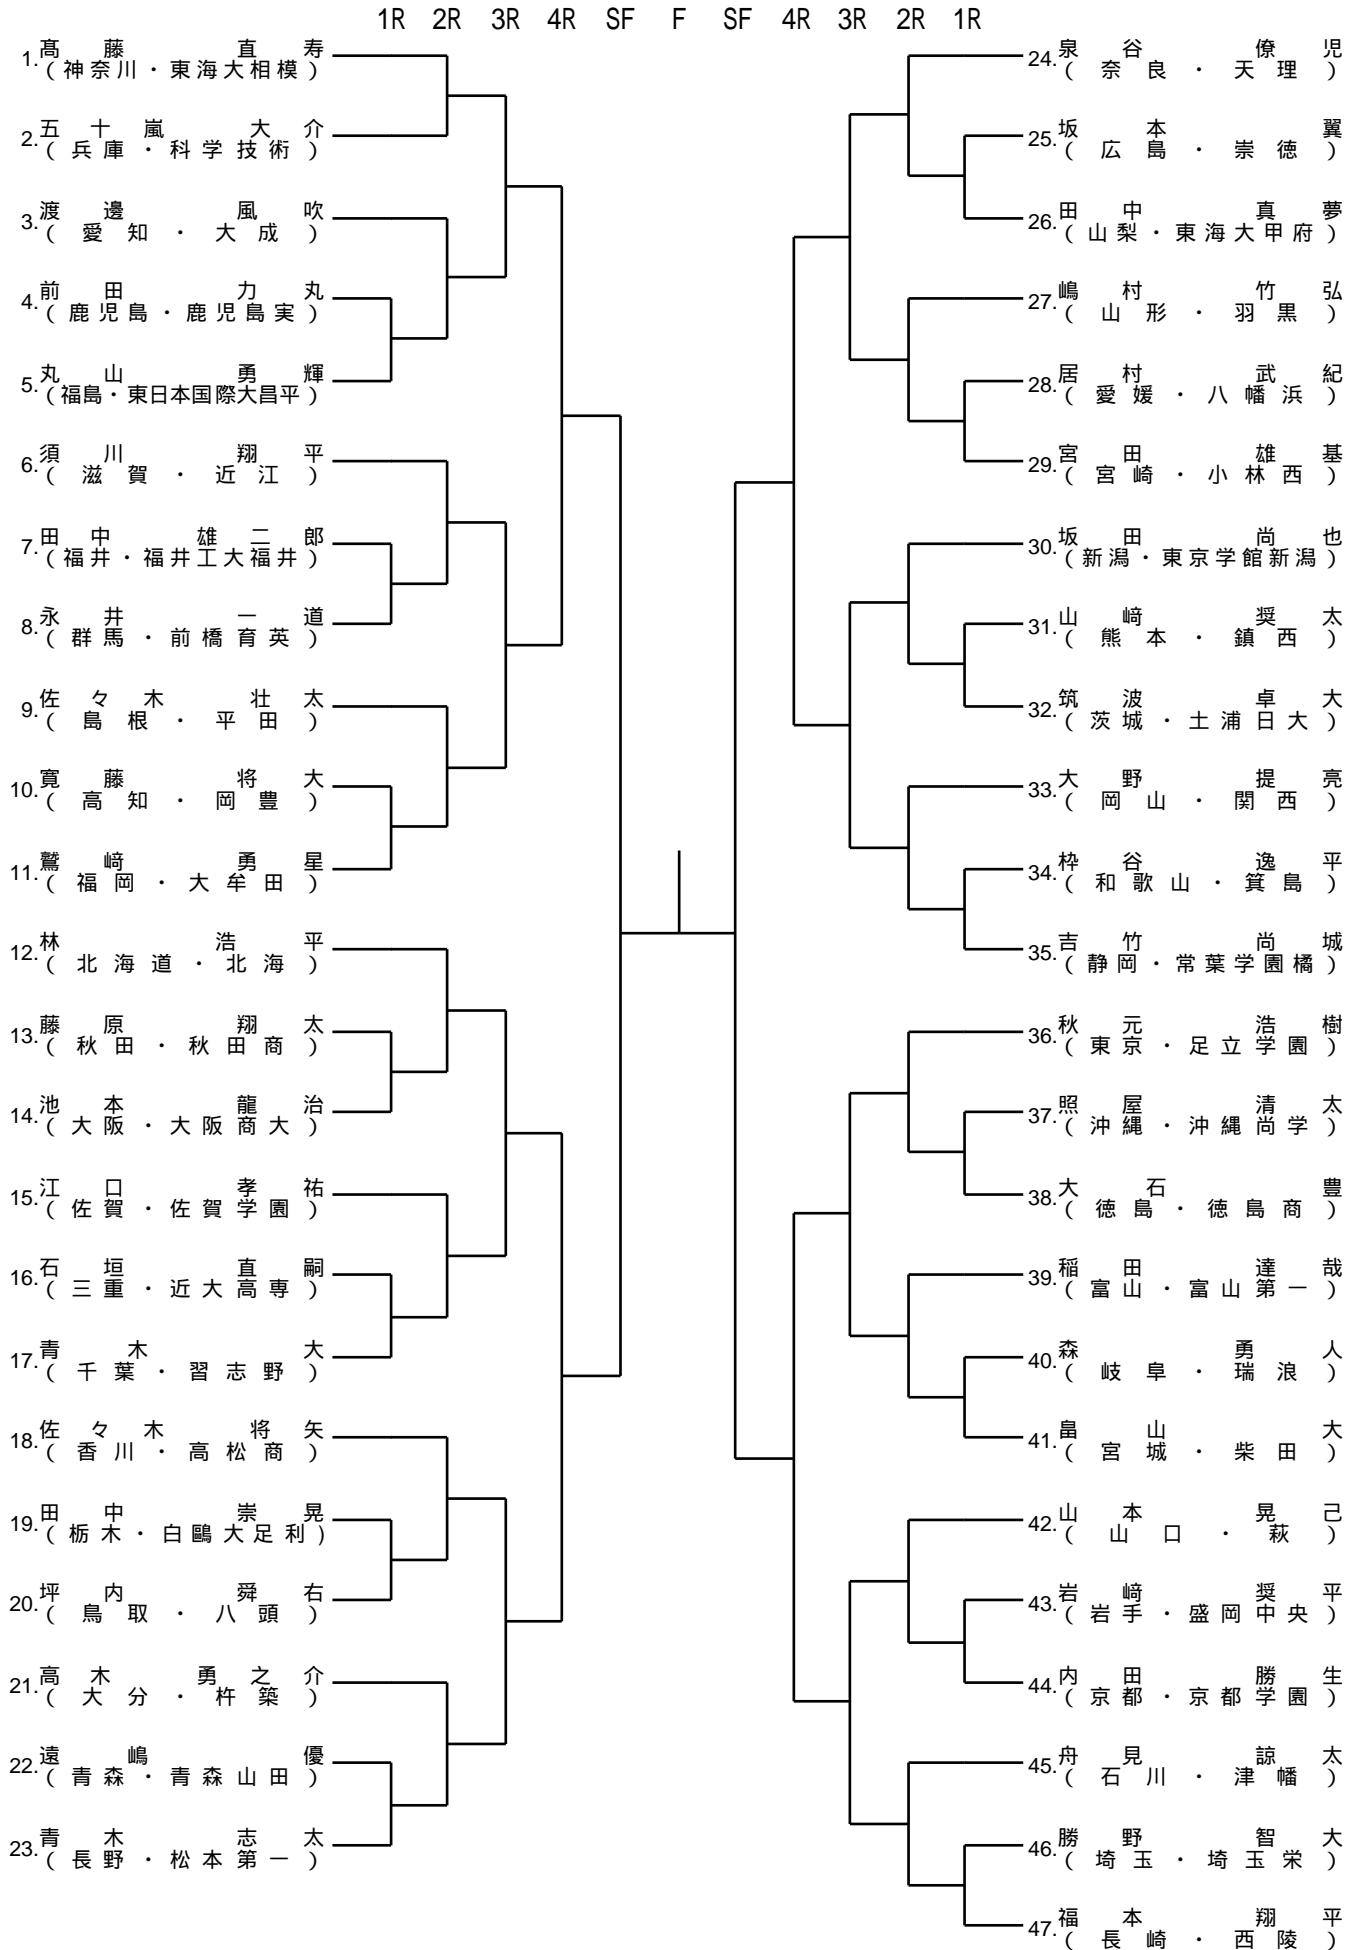 1R 2R 3R 4R SF F SF 4R 3R 2R 1R
1. 髙藤 直寿
(神奈川・東海大相模)
2. 五十嵐 大介
(兵庫・科学技術)
3. 渡邊 風吹
(愛知・大成)
4. 前田 力丸
(鹿児島・鹿児島実)
5. 丸山 勇輝
(福島・東日本国際大昌平)
6. 須川 翔平
(滋賀・近江)
7. 田中 雄二郎
(福井・福井工大福井)
8. 永井 一道
(群馬・前橋育英)
9. 佐々木 壮太
(島根・平田)
10. 寛藤 将大
(高知・岡豊)
11. 鷲﨑 勇星
(福岡・大牟田)
12. 林 浩平
(北海道・北海)
13. 藤原 翔太
(秋田・秋田商)
14. 池本 龍治
(大阪・大阪商大)
15. 江口 孝祐
(佐賀・佐賀学園)
16. 石垣 直嗣
(三重・近大高専)
17. 青木 大
(千葉・習志野)
18. 佐々木 将矢
(香川・高松商)
19. 田中 崇晃
(栃木・白鷗大足利)
20. 坪内 舜右
(鳥取・八頭)
21. 高木 勇之介
(大分・杵築)
22. 遠嶋 優
(青森・青森山田)
23. 青木 志太
(長野・松本第一)
24. 泉谷 僚児
(奈良・天理)
25. 坂本 翼
(広島・崇徳)
26. 田中 真夢
(山梨・東海大甲府)
27. 嶋村 竹弘
(山形・羽黒)
28. 居村 武紀
(愛媛・八幡浜)
29. 宮田 雄基
(宮崎・小林西)
30. 坂田 尚也
(新潟・東京学館新潟)
31. 山﨑 奨太
(熊本・鎮西)
32. 筑波 卓大
(茨城・土浦日大)
33. 大野 提亮
(岡山・関西)
34. 枠谷 逸平
(和歌山・箕島)
35. 吉竹 尚城
(静岡・常葉学園橘)
36. 秋元 浩樹
(東京・足立学園)
37. 照屋 清太
(沖縄・沖縄尚学)
38. 大石 豊
(徳島・徳島商)
39. 稲田 達哉
(富山・富山第一)
40. 森 勇人
(岐阜・瑞浪)
41. 畠山 大
(宮城・柴田)
42. 山本 晃己
(山口・萩)
43. 岩﨑 奨平
(岩手・盛岡中央)
44. 内田 勝生
(京都・京都学園)
45. 舟見 諒太
(石川・津幡)
46. 勝野 智大
(埼玉・埼玉栄)
47. 福本 翔平
(長崎・西陵)